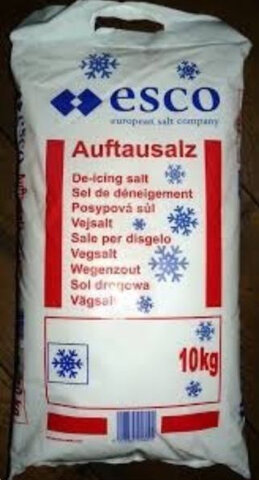 esco
european salt company
Auftausalz
De-icing salt
Sel de déneigement
Posypová sůl
Vejsalt
Sale per disgelo
Vegsalt
Wegenzout
Sol drogowa
Vägsalt
10kg